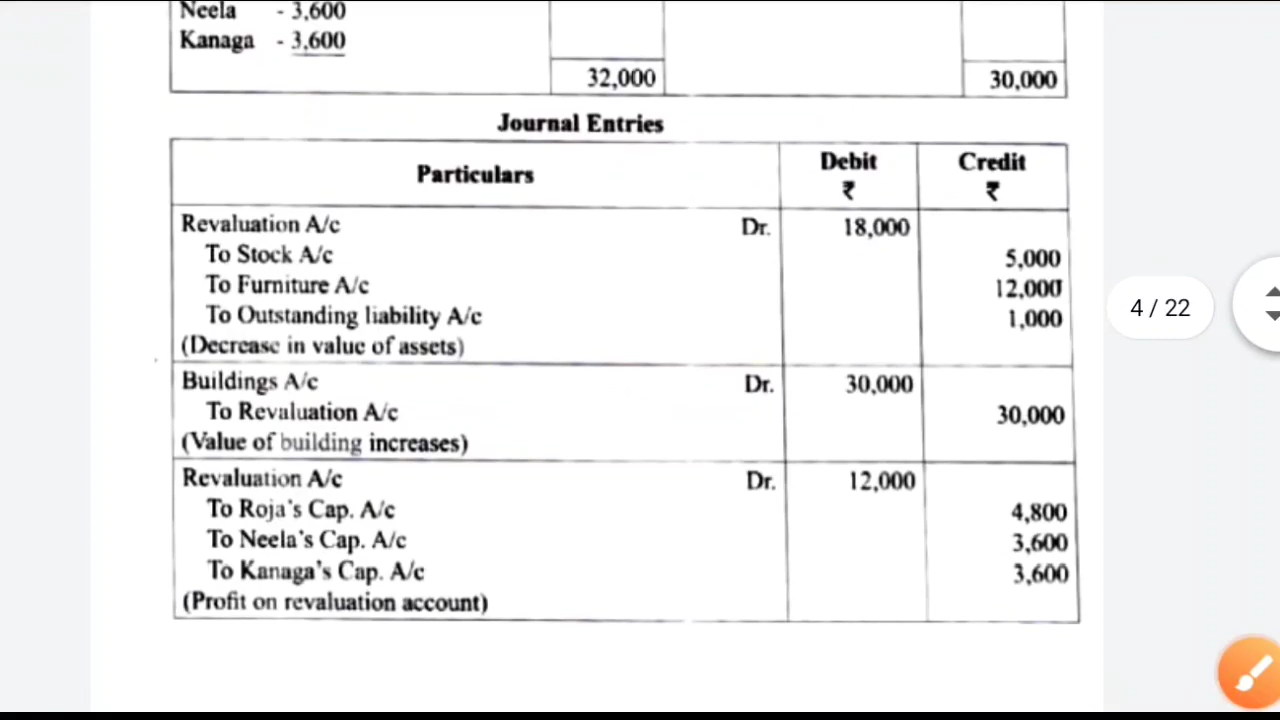 Neela - 3,600
Kanaga - 3,600
32,000 30,000
Journal Entries
Particulars Debit ₹ Credit ₹
Revaluation A/c Dr. 18,000
To Stock A/c 5,000
To Furniture A/c 12,000
To Outstanding liability A/c 1,000
(Decrease in value of assets)
Buildings A/c Dr. 30,000
To Revaluation A/c 30,000
(Value of building increases)
Revaluation A/c Dr. 12,000
To Roja's Cap. A/c 4,800
To Neela's Cap. A/c 3,600
To Kanaga's Cap. A/c 3,600
(Profit on revaluation account)
4 / 22